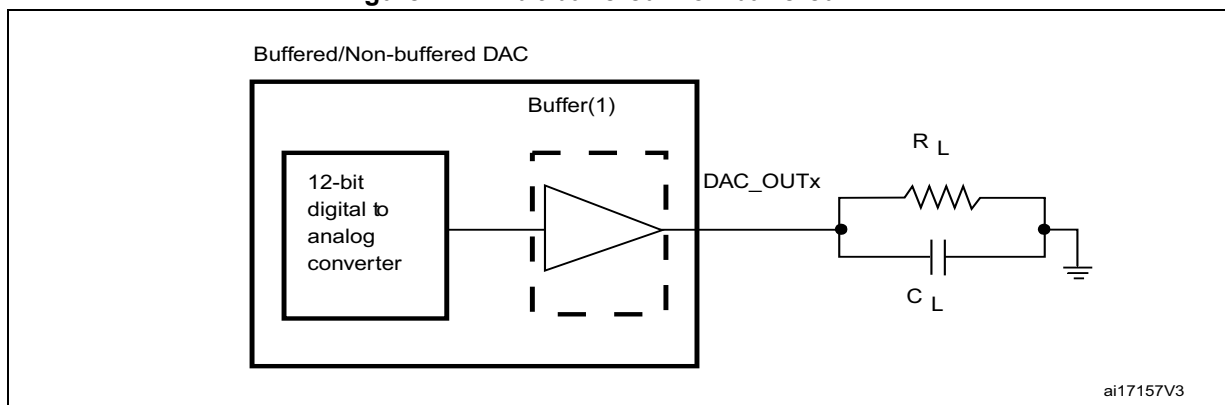 Buffered/Non-buffered DAC
Buffer(1)
12-bit
digital to
analog
converter
DAC_OUTx
R L
C L
ai17157V3